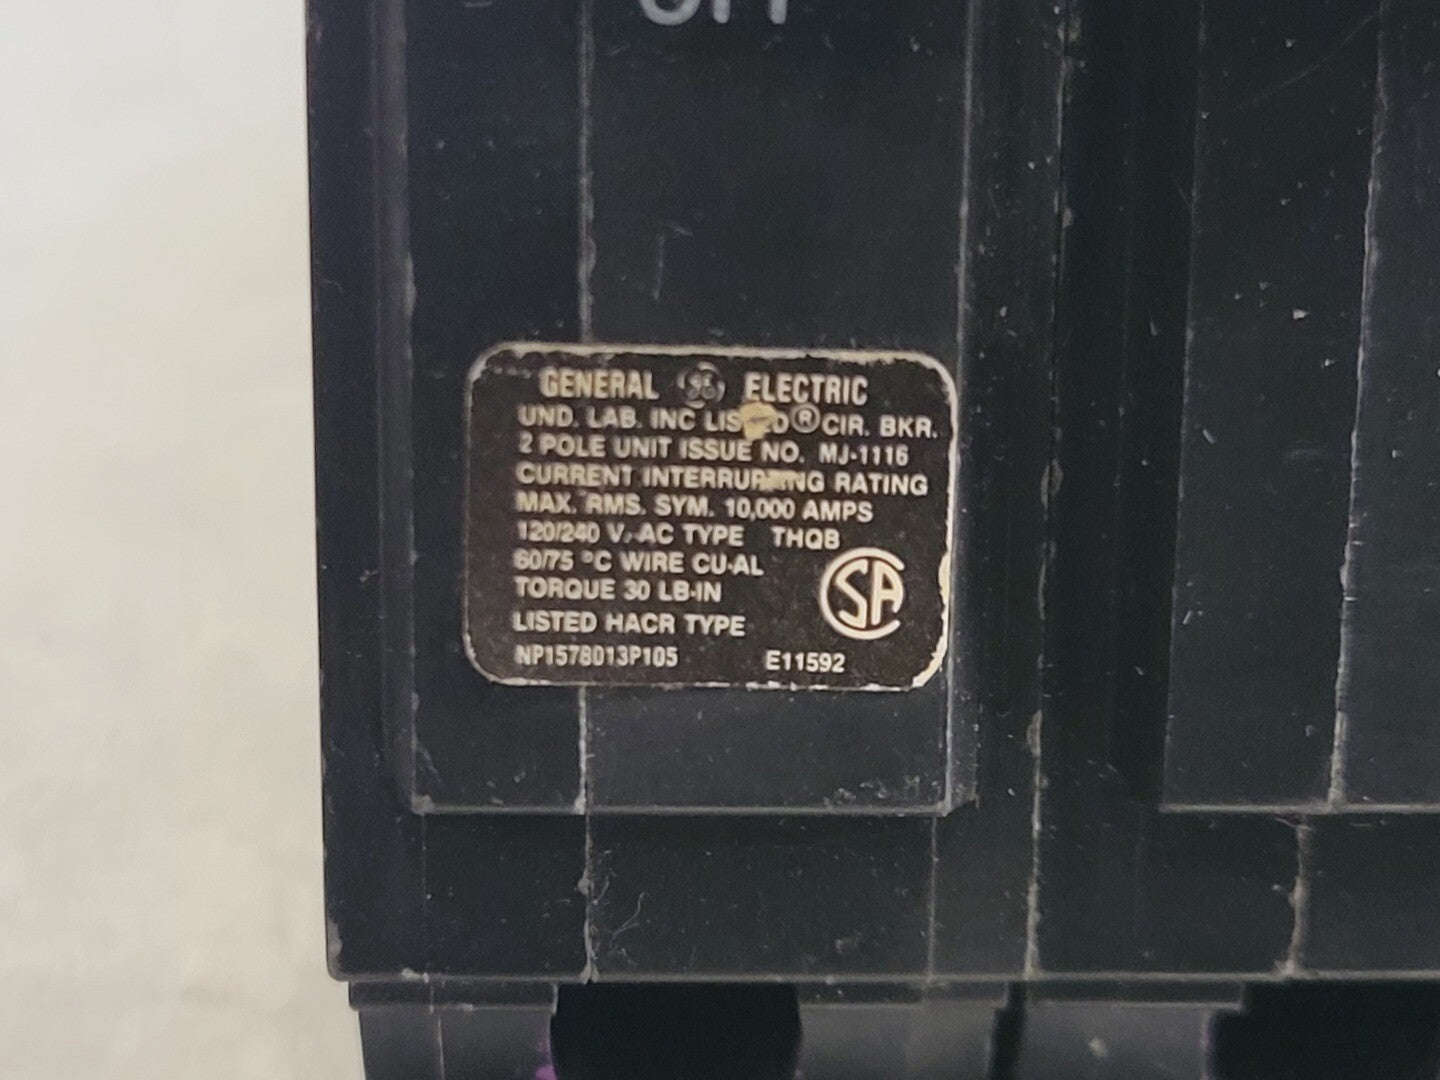 OFF
GENERAL GE ELECTRIC
UND. LAB. INC LISTED ® CIR. BKR.
2 POLE UNIT ISSUE NO. MJ-1116
CURRENT INTERRUPTING RATING
MAX. RMS. SYM. 10,000 AMPS
120/240 V. AC TYPE THQB
60/75 °C WIRE CU-AL
TORQUE 30 LB-IN
LISTED HACR TYPE
SA
NP1578013P105 E11592